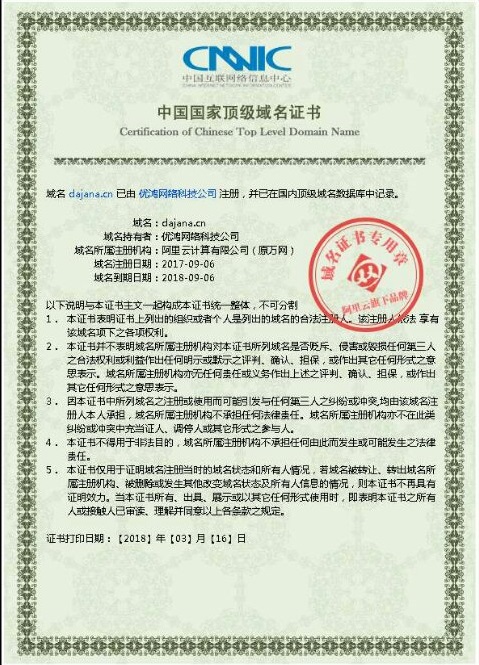 CNNIC
中国互联网络信息中心
CHINA INTERNET NETWORK INFORMATION CENTER
中国国家顶级域名证书
Certification of Chinese Top Level Domain Name
域名 dajana.cn 已由 优鸿网络科技公司 注册，并已在国内顶级域名数据库中记录。
域名：dajana.cn
域名持有者：优鸿网络科技公司
域名所属注册机构：阿里云计算有限公司（原万网）
域名注册日期：2017-09-06
域名到期日期：2018-09-06
域名证书专用章
阿里云旗下品牌
以下说明与本证书主文一起构成本证书统一整体，不可分割
1． 本证书表明证书上列出的组织或者个人是列出的域名的合法注册人。该注册人依法 享有
该域名项下之各项权利。
2． 本证书并不表明域名所属注册机构对本证书所列域名是否贬斥、侵害或毁损任何第三人
之合法权利或利益作出任何明示或默示之评判、确认、担保，或作出其它任何形式之意
思表示。域名所属注册机构亦无任何责任或义务作出上述之评判、确认、担保，或作出
其它任何形式之意思表示。
3． 因本证书中所列域名之注册或使用而可能引发与任何第三人之纠纷或冲突,均由该域名注
册人本人承担，域名所属注册机构不承担任何法律责任。域名所属注册机构亦不在此类
纠纷或冲突中充当证人、调停人或其它形式之参与人。
4． 本证书不得用于非法目的，域名所属注册机构不承担任何由此而发生或可能发生之法律
责任。
5． 本证书仅用于证明域名注册当时的域名状态和所有人情况，若域名被转让、转出域名所
属注册机构、被删除或发生其他改变域名状态及所有人信息的情况，则本证书不再具有
证明效力。当本证书所有、出具、展示或以其它任何形式使用时，即表明本证书之所有
人或接触人已审读、理解并同意以上各条款之规定。
证书打印日期：【2018】年【03】月【16】日